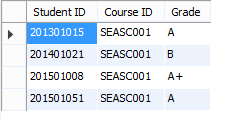 Student ID Course ID Grade
201301015 SEASC001 A
201401021 SEASC001 B
201501008 SEASC001 A+
201501051 SEASC001 A